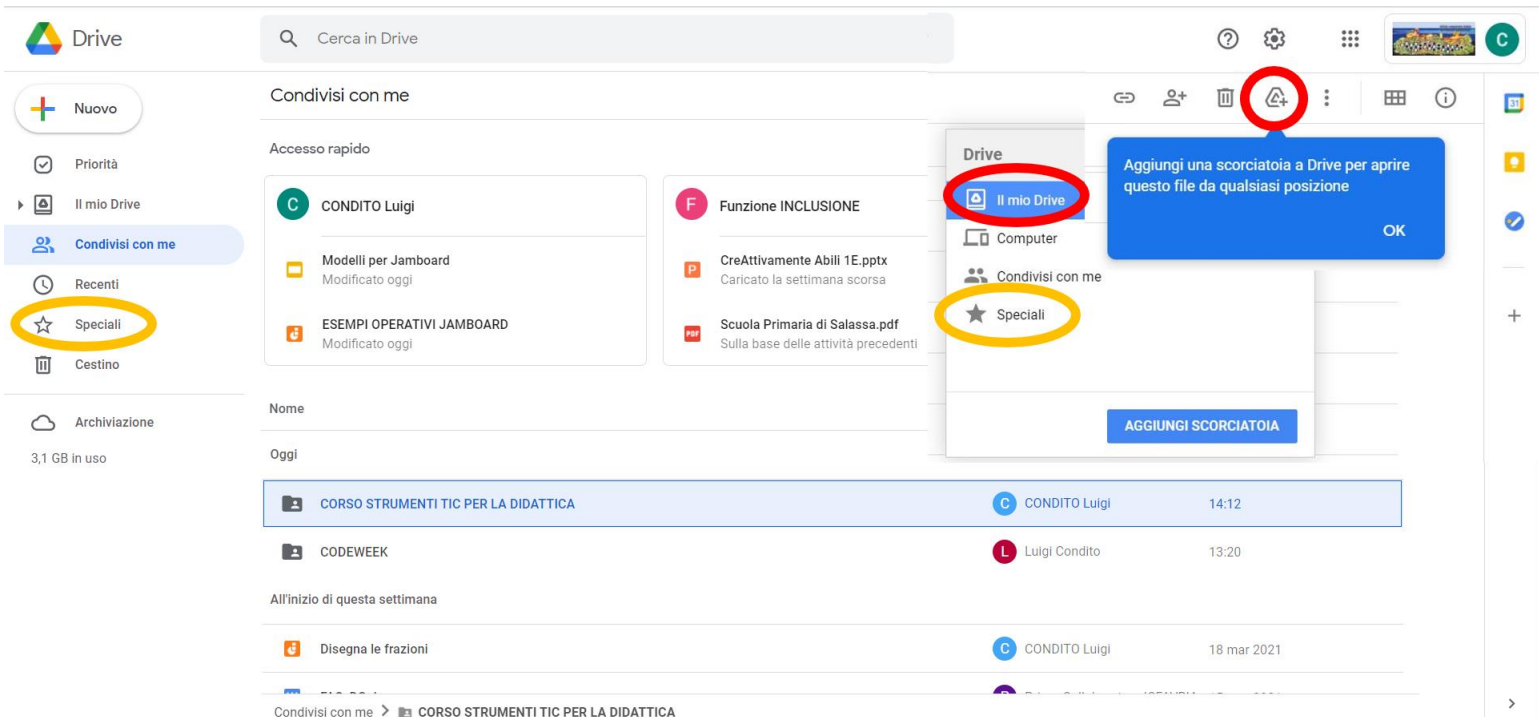 Drive
Cerca in Drive
C
Nuovo
Priorità
Il mio Drive
Condivisi con me
Recenti
Speciali
Cestino
Archiviazione
3,1 GB in uso
Condivisi con me
Accesso rapido
C CONDITO Luigi
Modelli per Jamboard
Modificato oggi
ESEMPI OPERATIVI JAMBOARD
Modificato oggi
F Funzione INCLUSIONE
P CreAttivamente Abili 1E.pptx
Caricato la settimana scorsa
PDF Scuola Primaria di Salassa.pdf
Sulla base delle attività precedenti
Drive
Il mio Drive
Computer
Condivisi con me
Speciali
AGGIUNGI SCORCIATOIA
Aggiungi una scorciatoia a Drive per aprire
questo file da qualsiasi posizione
OK
31
Nome
Oggi
CORSO STRUMENTI TIC PER LA DIDATTICA C CONDITO Luigi 14:12
CODEWEEK L Luigi Condito 13:20
All'inizio di questa settimana
Disegna le frazioni C CONDITO Luigi 18 mar 2021
Condivisi con me > CORSO STRUMENTI TIC PER LA DIDATTICA